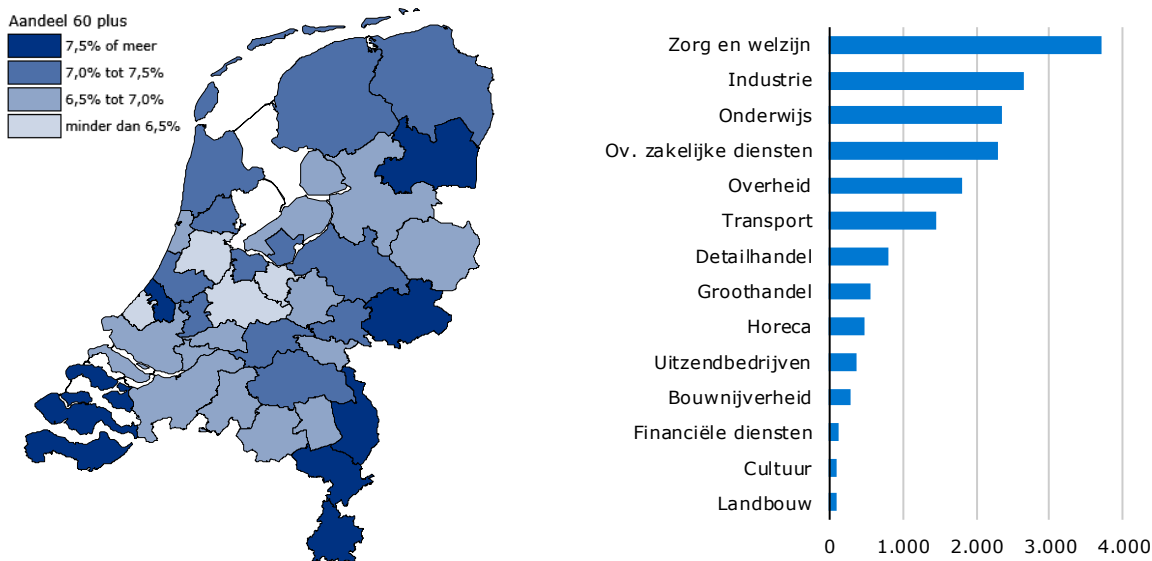 Aandeel 60 plus
7,5% of meer
7,0% tot 7,5%
6,5% tot 7,0%
minder dan 6,5%
Zorg en welzijn
Industrie
Onderwijs
Ov. zakelijke diensten
Overheid
Transport
Detailhandel
Groothandel
Horeca
Uitzendbedrijven
Bouwnijverheid
Financiële diensten
Cultuur
Landbouw
0 1.000 2.000 3.000 4.000